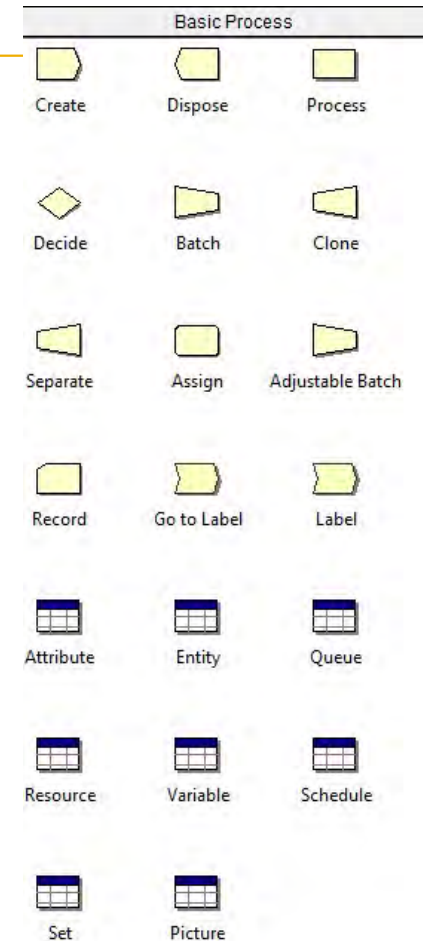 Basic Process
Create Dispose Process
Decide Batch Clone
Separate Assign Adjustable Batch
Record Go to Label Label
Attribute Entity Queue
Resource Variable Schedule
Set Picture